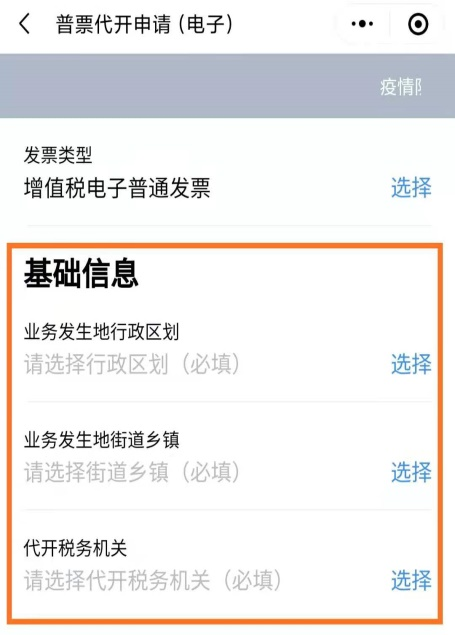 普票代开申请（电子）
疫情
发票类型
增值税电子普通发票
选择
基础信息
业务发生地行政区划
请选择行政区划（必填）
选择
业务发生地街道乡镇
请选择街道乡镇（必填）
选择
代开税务机关
请选择代开税务机关（必填）
选择